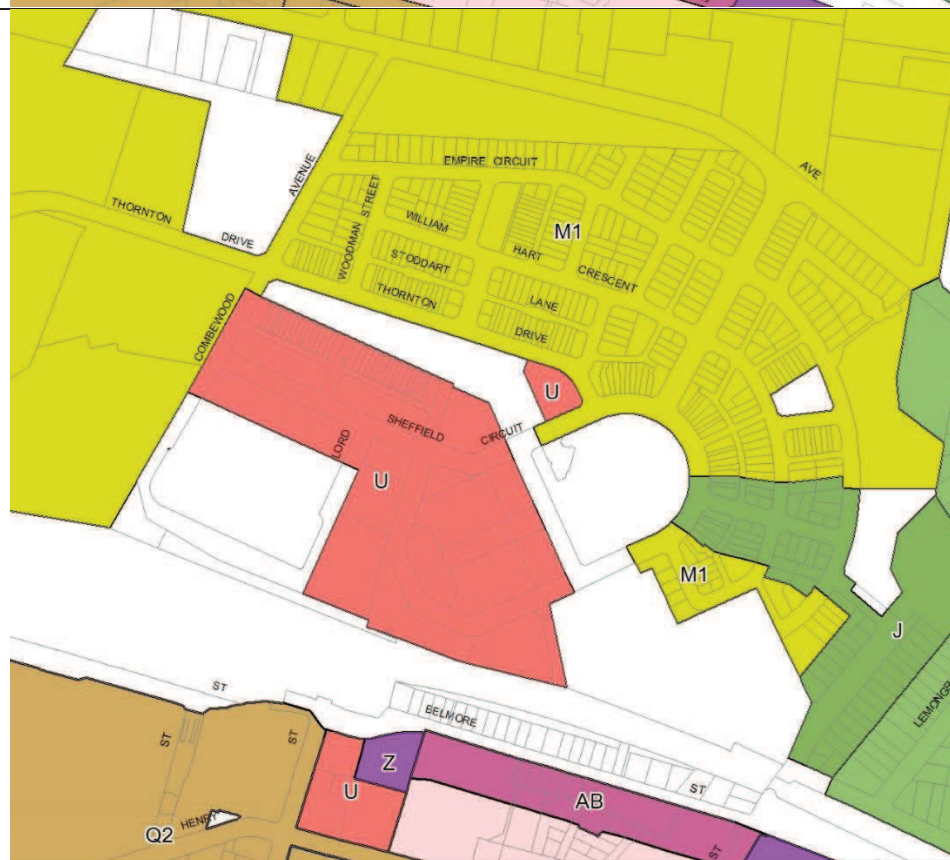 EMPIRE CIRCUIT
AVE
AVENUE
WOODMAN STREET
WILLIAM
THORNTON
DRIVE
M1
HART
CRESCENT
STODDART
THORNTON
LANE
DRIVE
COMBEWOOD
U
SHEFFIELD
CIRCUIT
LORD
U
M1
J
LEMONGR
ST
BELMORE
ST
ST
ST
Z
U
AB
HENRY
Q2
ST